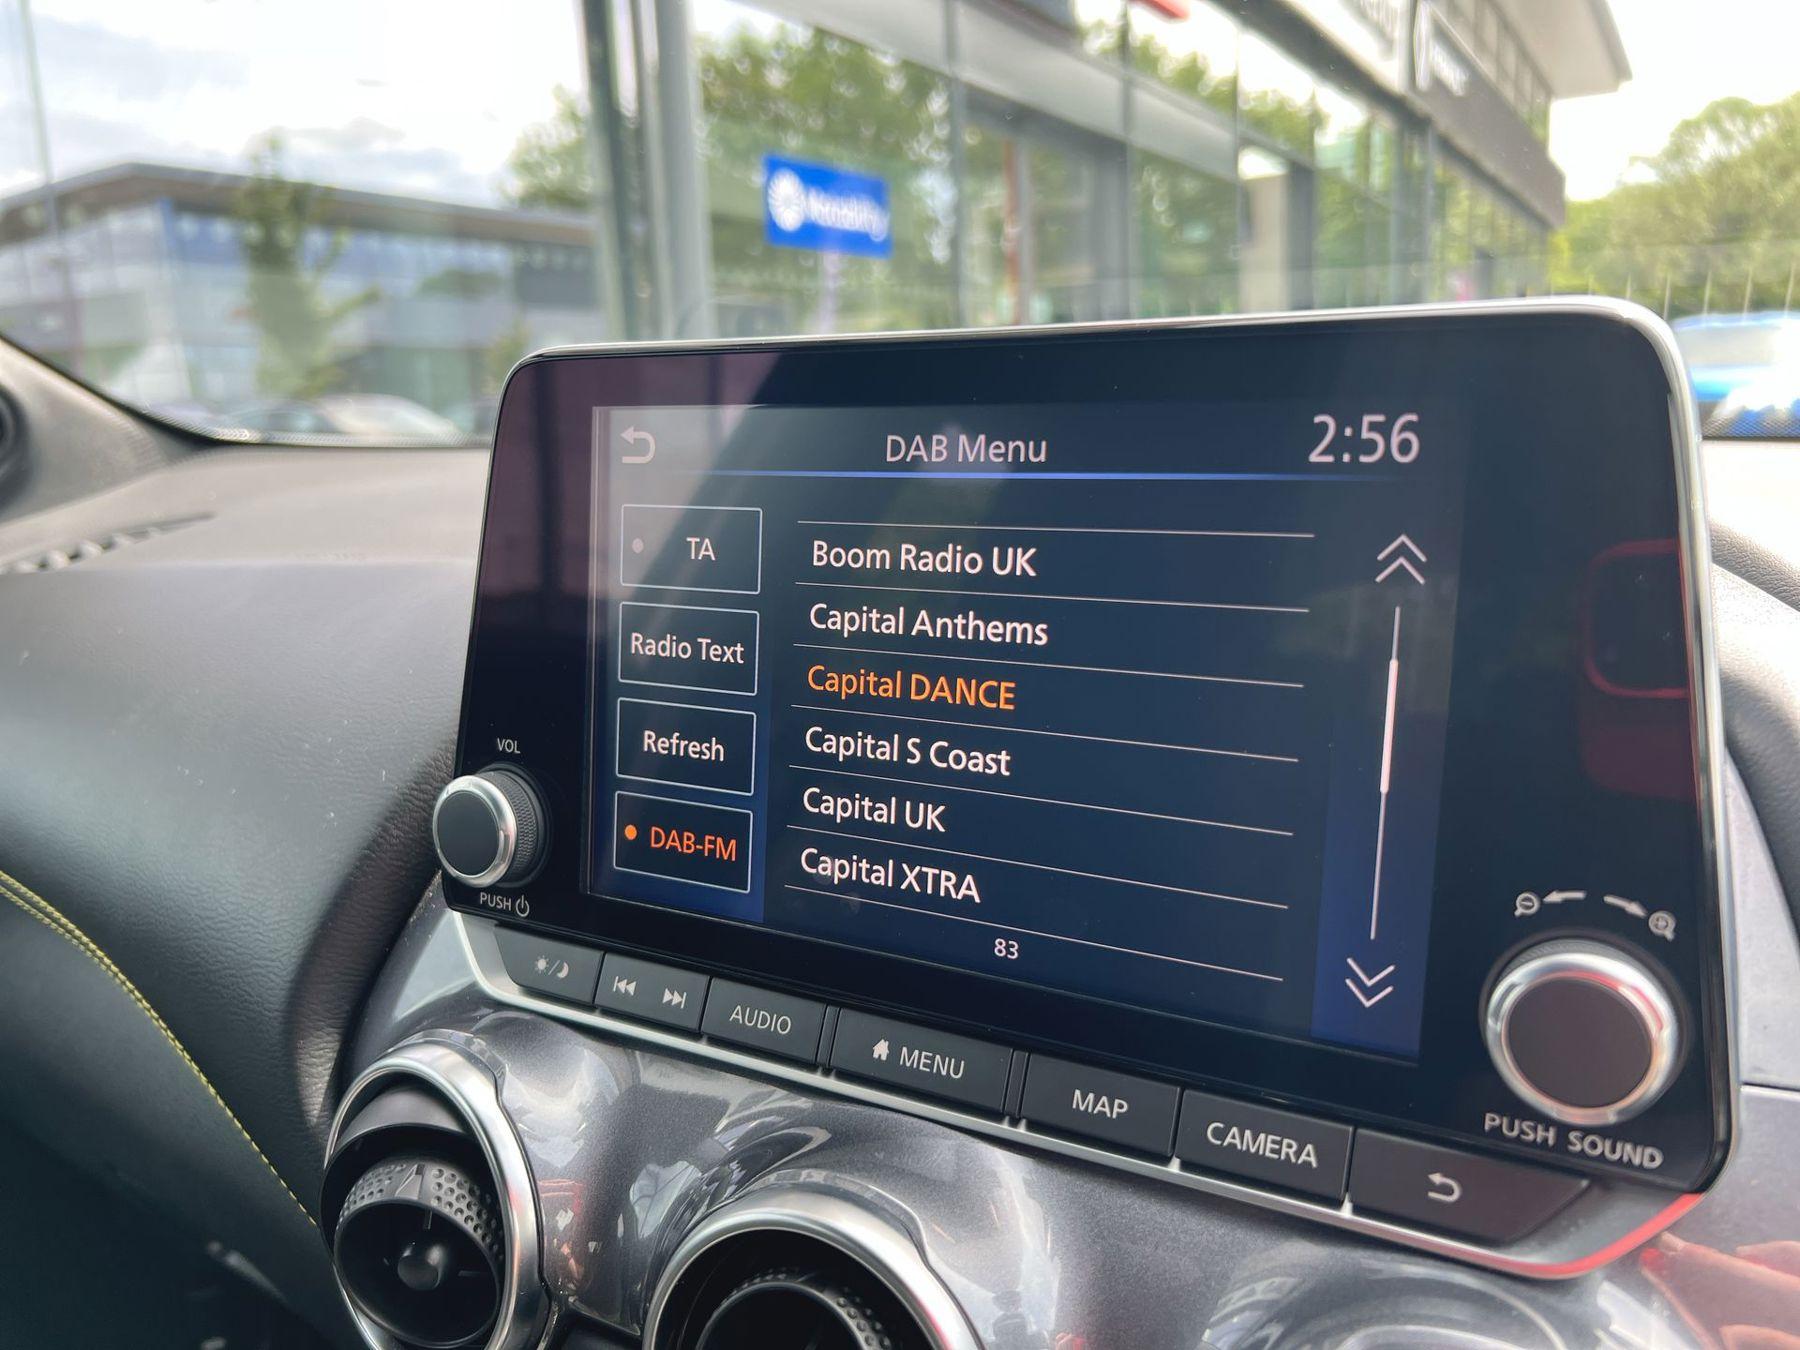 DAB Menu
2:56
TA
Radio Text
Refresh
DAB-FM
Boom Radio UK
Capital Anthems
Capital DANCE
Capital S Coast
Capital UK
Capital XTRA
83
VOL
PUSH
AUDIO
MENU
MAP
CAMERA
PUSH SOUND